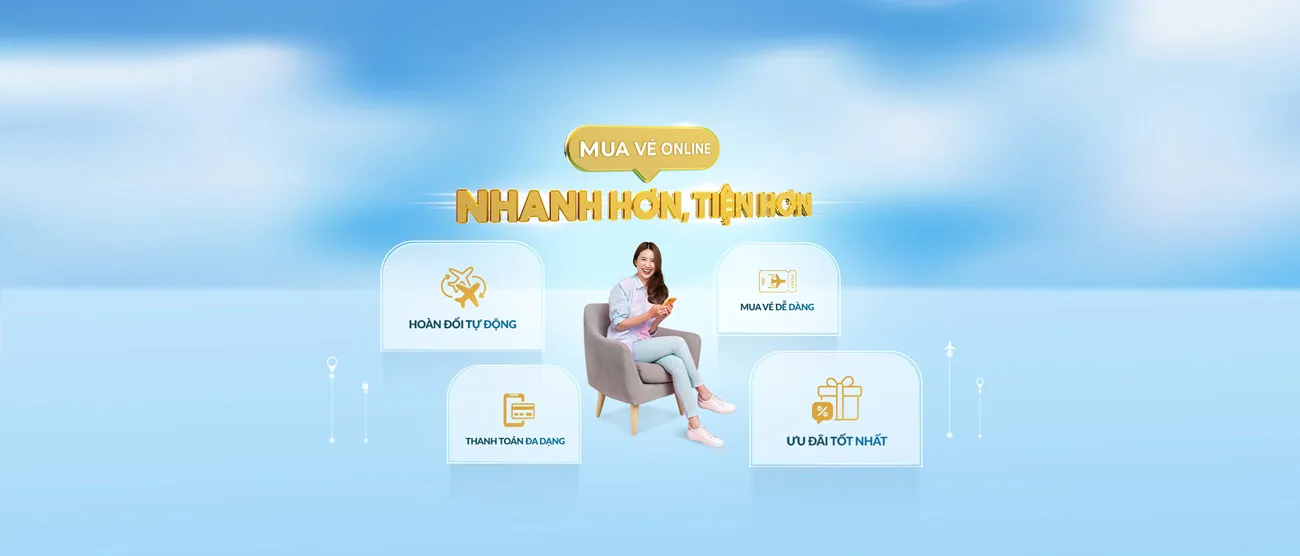 MUA VÉ ONLINE
NHANH HƠN, TIỆN HƠN
HOÀN ĐỔI TỰ ĐỘNG
MUA VÉ DỄ DÀNG
THANH TOÁN ĐA DẠNG
%
ƯU ĐÃI TỐT NHẤT